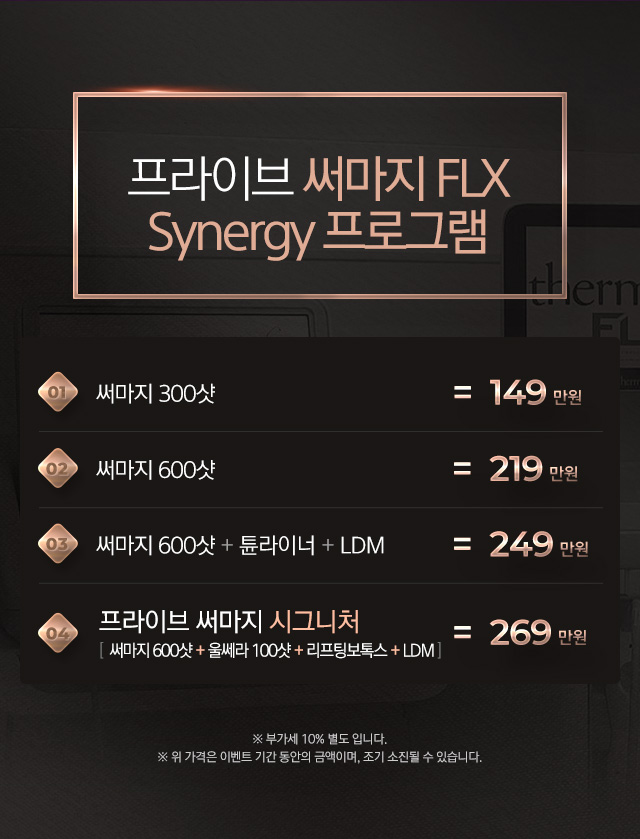 프라이브 써마지 FLX
Synergy 프로그램
therm
FL
01 써마지 300샷 = 149 만원
02 써마지 600샷 = 219 만원
03 써마지 600샷 + 튠라이너 + LDM = 249 만원
04 프라이브 써마지 시그니처 = 269 만원
[ 써마지 600샷 + 울쎄라 100샷 + 리프팅보톡스 + LDM ]
※ 부가세 10% 별도 입니다.
※ 위 가격은 이벤트 기간 동안의 금액이며, 조기 소진될 수 있습니다.